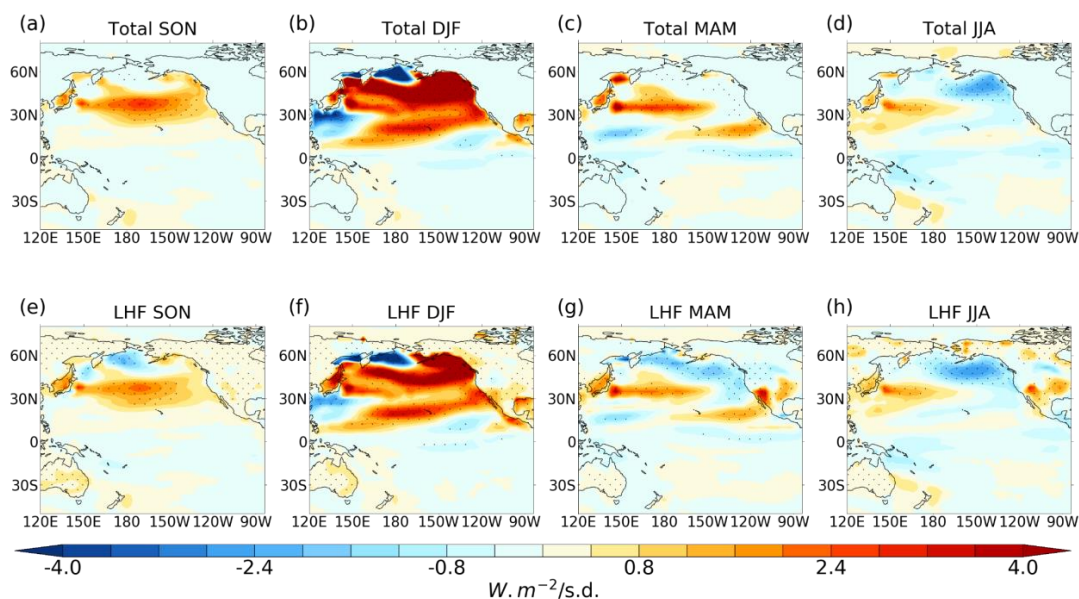 (a) Total SON
(b) Total DJF
(c) Total MAM
(d) Total JJA
60N
30N
0
30S
120E 150E 180 150W 120W 90W
60N
30N
0
30S
120E 150E 180 150W 120W 90W
60N
30N
0
30S
120E 150E 180 150W 120W 90W
60N
30N
0
30S
120E 150E 180 150W 120W 90W
(e) LHF SON
(f) LHF DJF
(g) LHF MAM
(h) LHF JJA
60N
30N
0
30S
120E 150E 180 150W 120W 90W
60N
30N
0
30S
120E 150E 180 150W 120W 90W
60N
30N
0
30S
120E 150E 180 150W 120W 90W
60N
30N
0
30S
120E 150E 180 150W 120W 90W
-4.0 -2.4 -0.8 0.8 2.4 4.0
W.m⁻²/s.d.